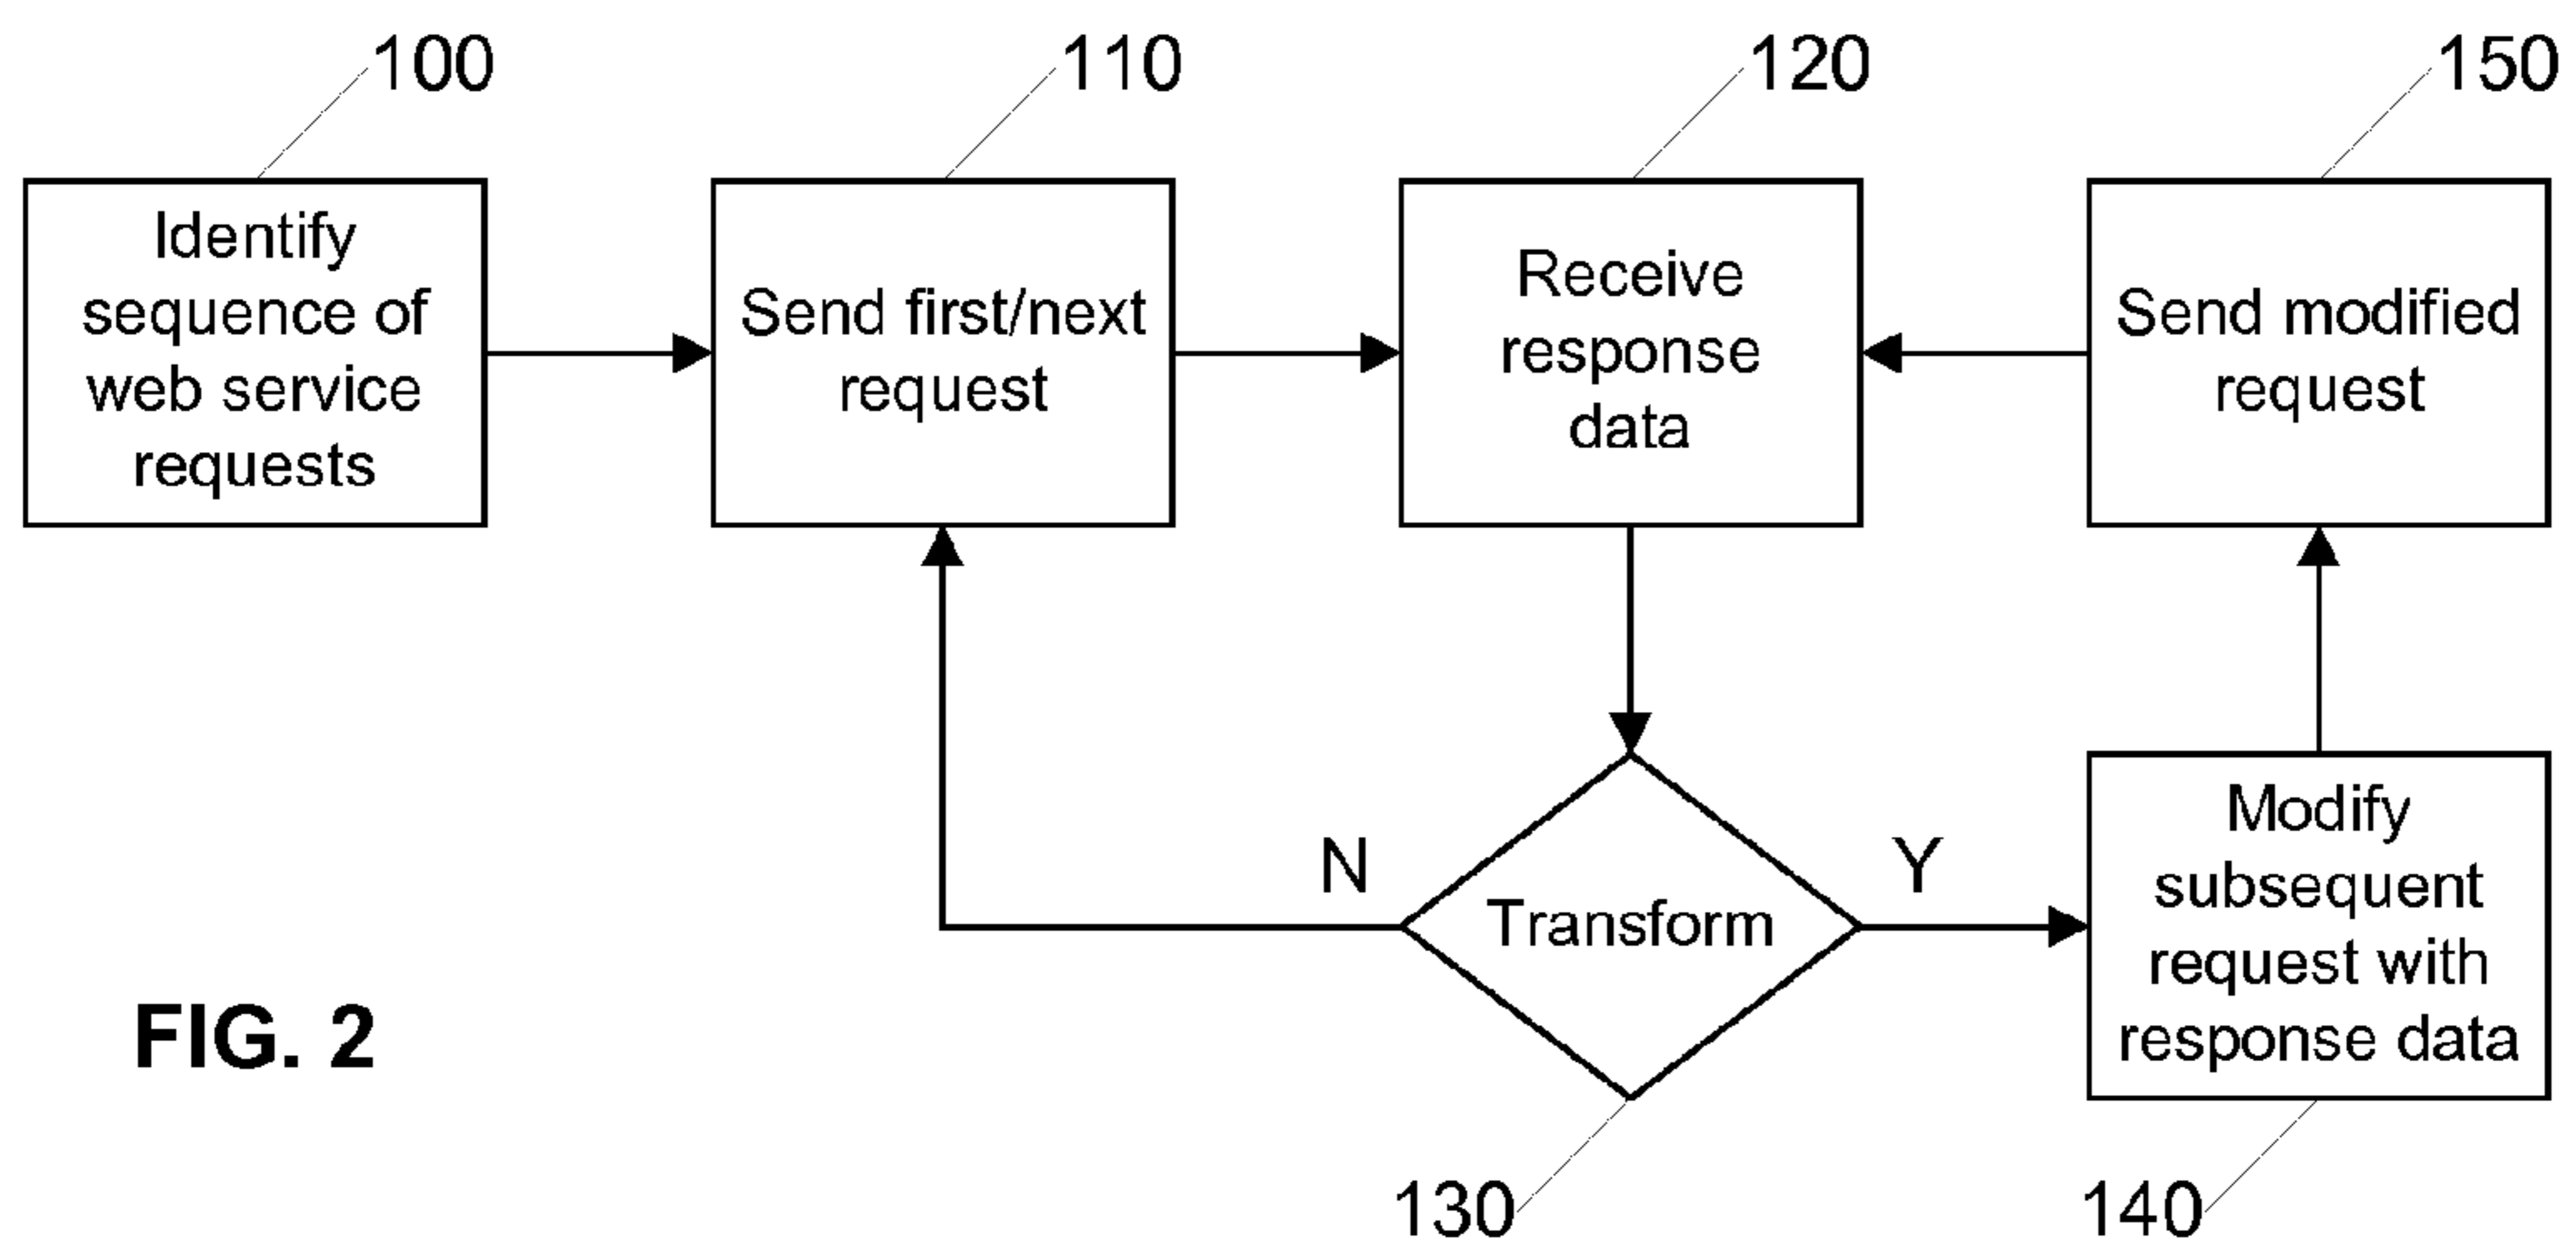 100
110
120
150
Identify
sequence of
web service
requests
Send first/next
request
Receive
response
data
Send modified
request
N
Transform
Y
Modify
subsequent
request with
response data
FIG. 2
130
140